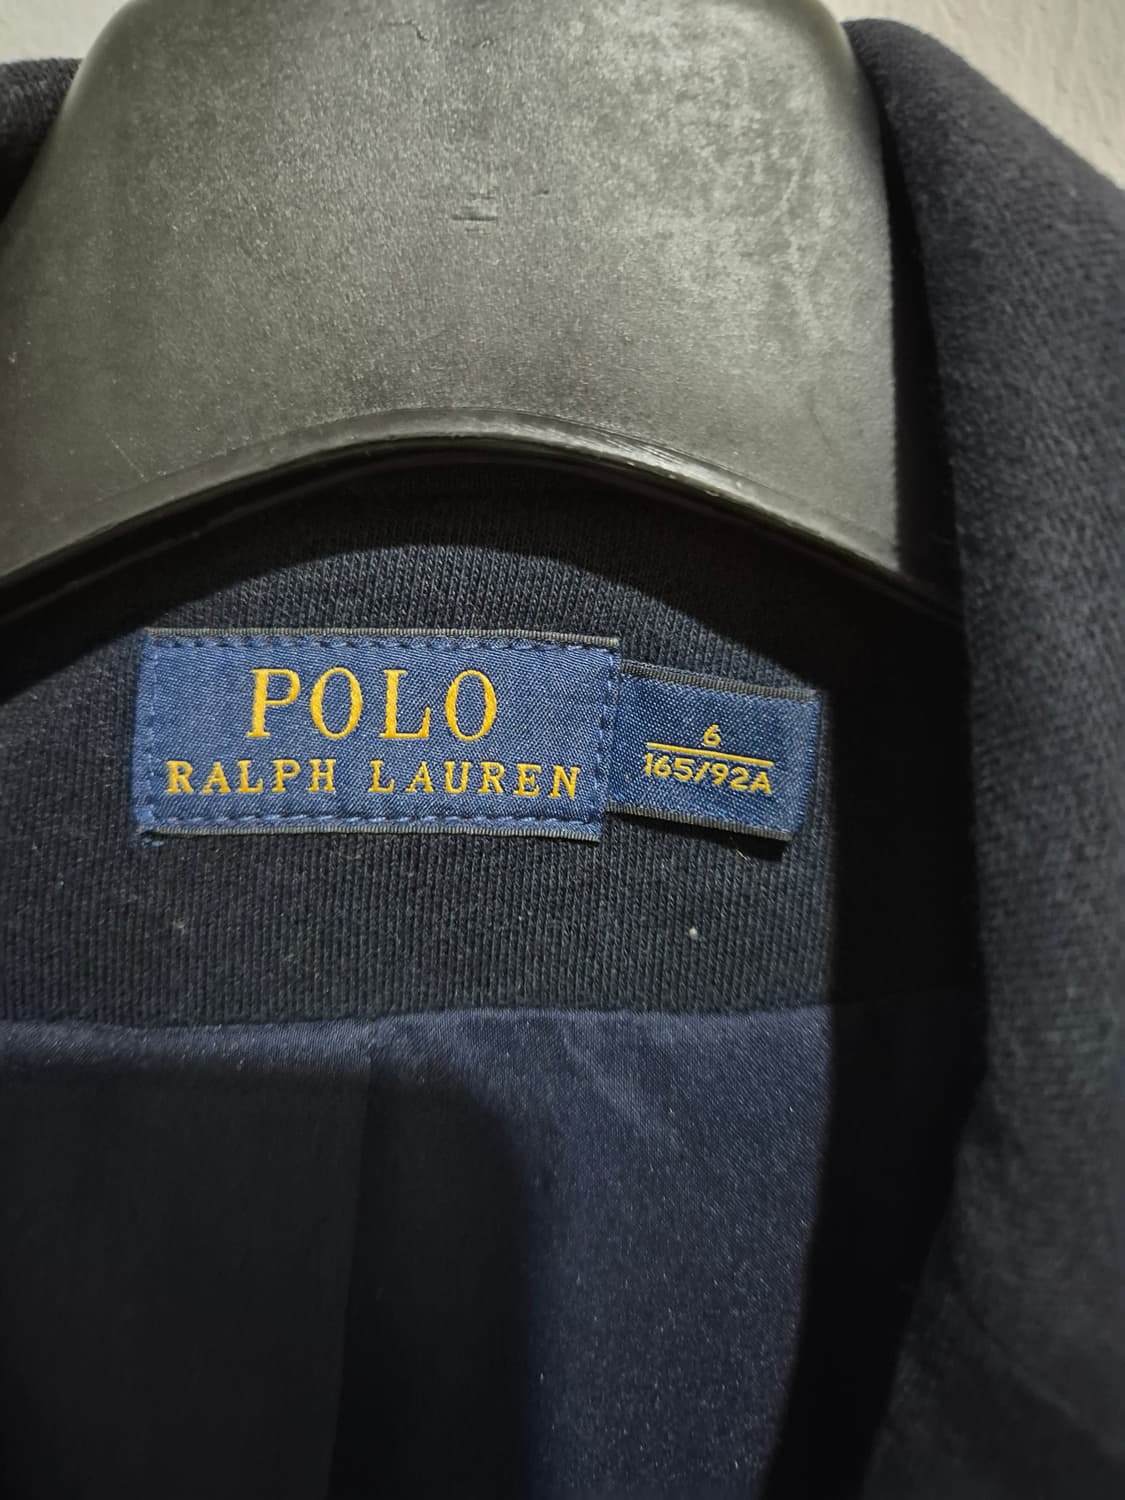 POLO
RALPH LAUREN
6
165/92A